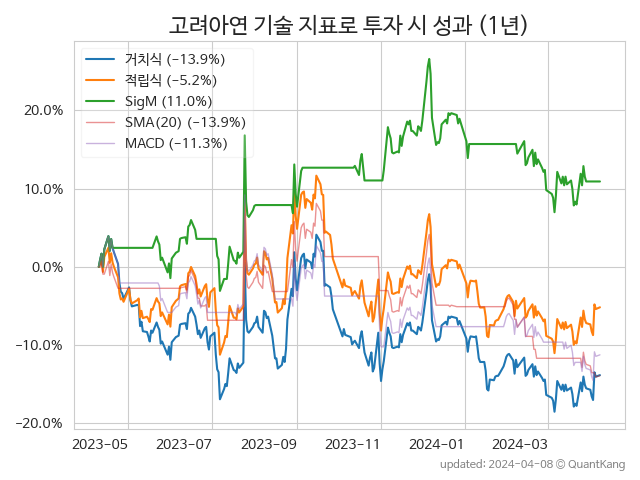 고려아연 기술 지표로 투자 시 성과 (1년)
거치식 (−13.9%)
적립식 (−5.2%)
SigM (11.0%)
SMA(20) (−13.9%)
MACD (−11.3%)
20.0%
10.0%
0.0%
−10.0%
−20.0%
2023-05 2023-07 2023-09 2023-11 2024-01 2024-03
updated: 2024-04-08 © QuantKang